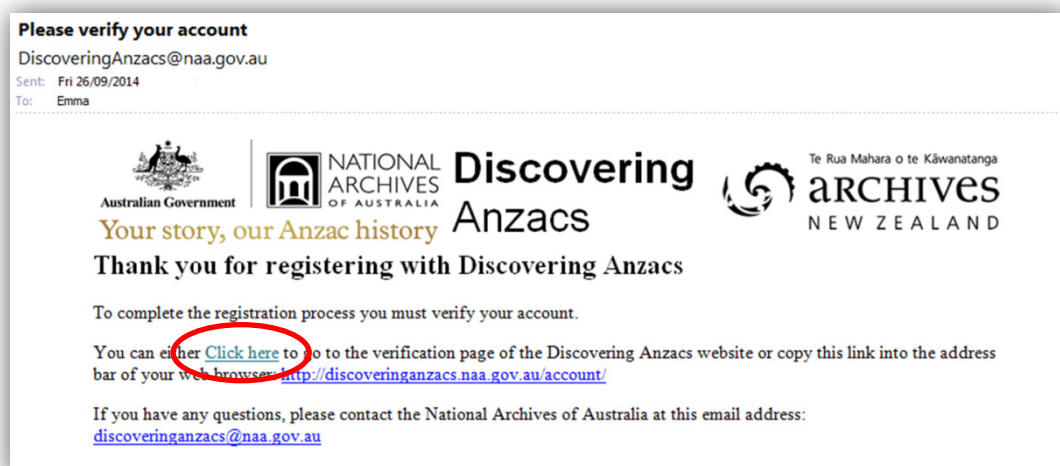 Please verify your account
DiscoveringAnzacs@naa.gov.au
Sent: Fri 26/09/2014
To: Emma
Australian Government
NATIONAL
ARCHIVES
OF AUSTRALIA
Your story, our Anzac history
Discovering
Anzacs
Te Rua Mahara o te Kāwanatanga
ARCHIVES
NEW ZEALAND
Thank you for registering with Discovering Anzacs
To complete the registration process you must verify your account.
You can either Click here to go to the verification page of the Discovering Anzacs website or copy this link into the address
bar of your web browser: http://discoveringanzacs.naa.gov.au/account/
If you have any questions, please contact the National Archives of Australia at this email address:
discoveringanzacs@naa.gov.au